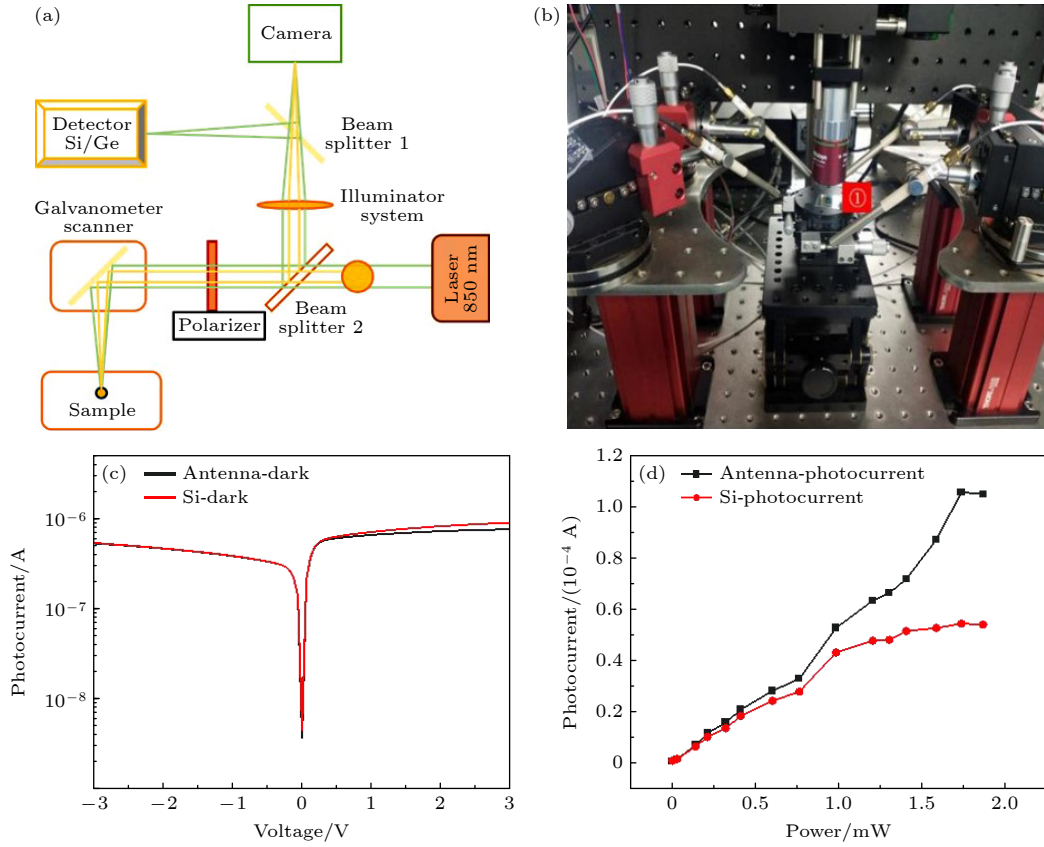 (a)
Camera
Detector
Si/Ge
Beam
splitter 1
Galvanometer
scanner
Illuminator
system
Laser
850 nm
Polarizer
Beam
splitter 2
Sample
(b)
①
(c)
Antenna-dark
Si-dark
Photocurrent/A
10⁻⁶
10⁻⁷
10⁻⁸
−3
−2
−1
0
1
2
3
Voltage/V
(d)
Antenna-photocurrent
Si-photocurrent
Photocurrent/(10⁻⁴ A)
1.2
1.0
0.8
0.6
0.4
0.2
0
0
0.5
1.0
1.5
2.0
Power/mW